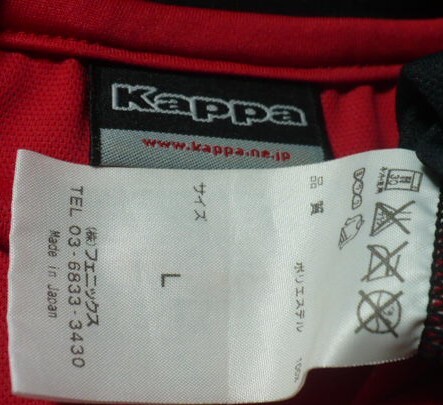 Kappa
www.kappa.ne.jp
サイズ
L
品質
ポリエステル 100%
(株)フェニックス
TEL 03-6833-3430
Made in Japan